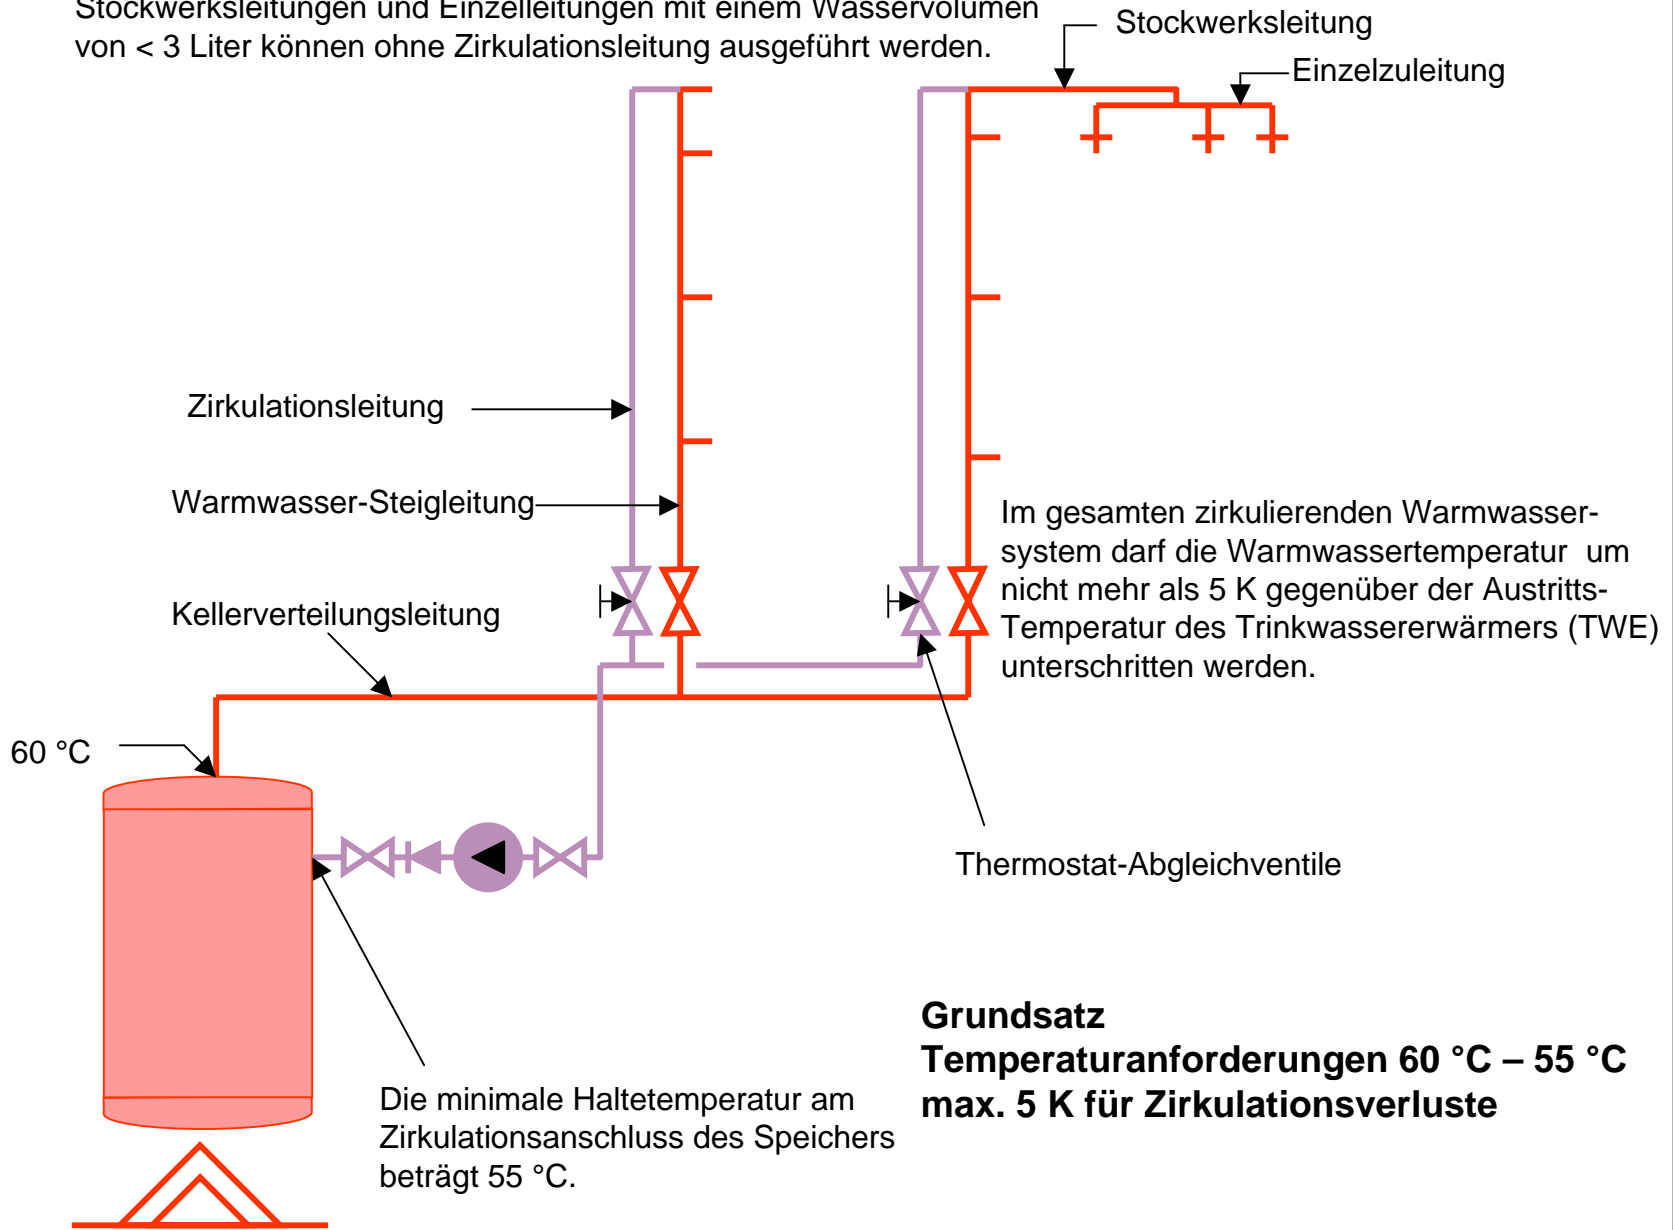 Stockwerksleitungen und Einzelleitungen mit einem Wasservolumen
von < 3 Liter können ohne Zirkulationsleitung ausgeführt werden.
Stockwerksleitung
Einzelzuleitung
Zirkulationsleitung
Warmwasser-Steigleitung
Im gesamten zirkulierenden Warmwasser-
system darf die Warmwassertemperatur um
nicht mehr als 5 K gegenüber der Austritts-
Temperatur des Trinkwassererwärmers (TWE)
unterschritten werden.
Kellerverteilungsleitung
60 °C
Thermostat-Abgleichventile
Grundsatz
Temperaturanforderungen 60 °C – 55 °C
max. 5 K für Zirkulationsverluste
Die minimale Haltetemperatur am
Zirkulationsanschluss des Speichers
beträgt 55 °C.